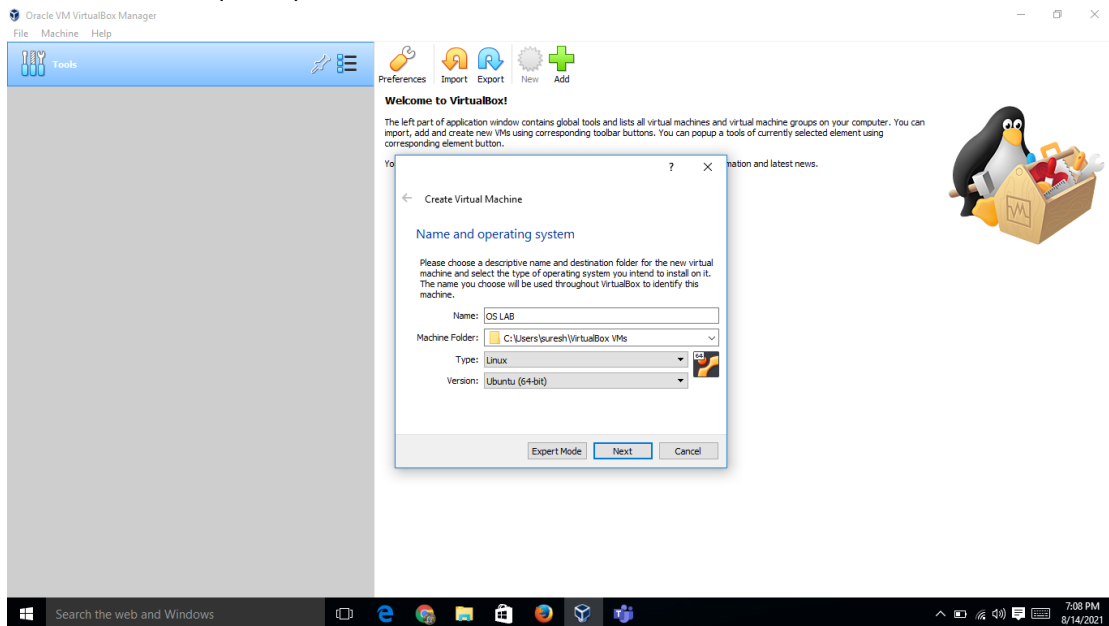 Oracle VM VirtualBox Manager
File Machine Help
Tools
Preferences Import Export New Add
Welcome to VirtualBox!
The left part of application window contains global tools and lists all virtual machines and virtual machine groups on your computer. You can
import, add and create new VMs using corresponding toolbar buttons. You can popup a tools of currently selected element using
corresponding element button.
Yo
mation and latest news.
?
Create Virtual Machine
Name and operating system
Please choose a descriptive name and destination folder for the new virtual
machine and select the type of operating system you intend to install on it.
The name you choose will be used throughout VirtualBox to identify this
machine.
Name: OS LAB
Machine Folder: C:\Users\suresh\VirtualBox VMs
Type: Linux
64
Version: Ubuntu (64-bit)
Expert Mode Next Cancel
Search the web and Windows
7:08 PM
8/14/2021